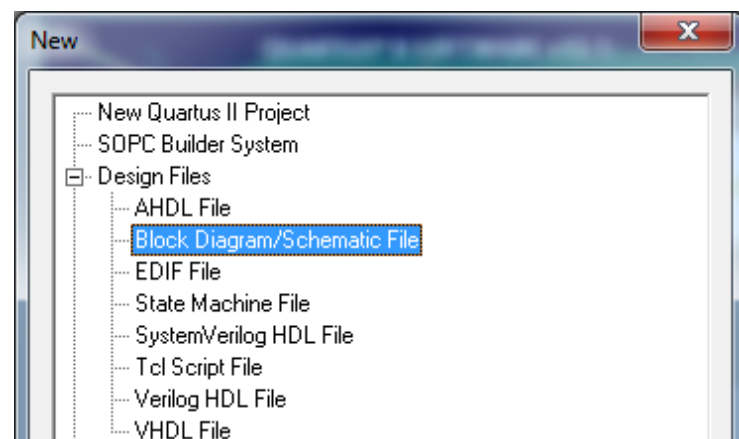 New
New Quartus II Project
SOPC Builder System
Design Files
AHDL File
Block Diagram/Schematic File
EDIF File
State Machine File
SystemVerilog HDL File
Tcl Script File
Verilog HDL File
VHDL File